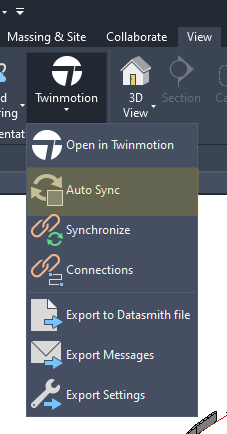 Massing & Site Collaborate View
Twinmotion
3D
View
Section
Open in Twinmotion
Auto Sync
Synchronize
Connections
Export to Datasmith file
Export Messages
Export Settings